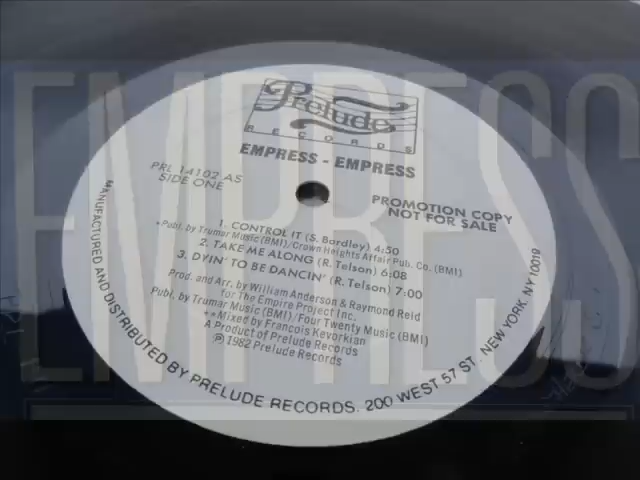 EMPRESS
Prelude
RECORDS
EMPRESS - EMPRESS
PRL 14102 AS
SIDE ONE
PROMOTION COPY
NOT FOR SALE
1. CONTROL IT (S. Bordley) 4:50
*Publ. by Trumar Music (BMI)/Crown Heights Affair Pub. Co. (BMI)
2. TAKE ME ALONG (R. Telson) 6:08
3. DYIN' TO BE DANCIN' (R. Telson) 7:00
Prod. and Arr. by William Anderson & Raymond Reid
for The Empire Project Inc.
Publ. by Trumar Music (BMI)/Four Twenty Music (BMI)
**Mixed by Francois Kevorkian
A Product of Prelude Records
℗ 1982 Prelude Records
MANUFACTURED AND DISTRIBUTED BY PRELUDE RECORDS. 200 WEST 57 ST. NEW YORK. NY 10019
EMPRESS